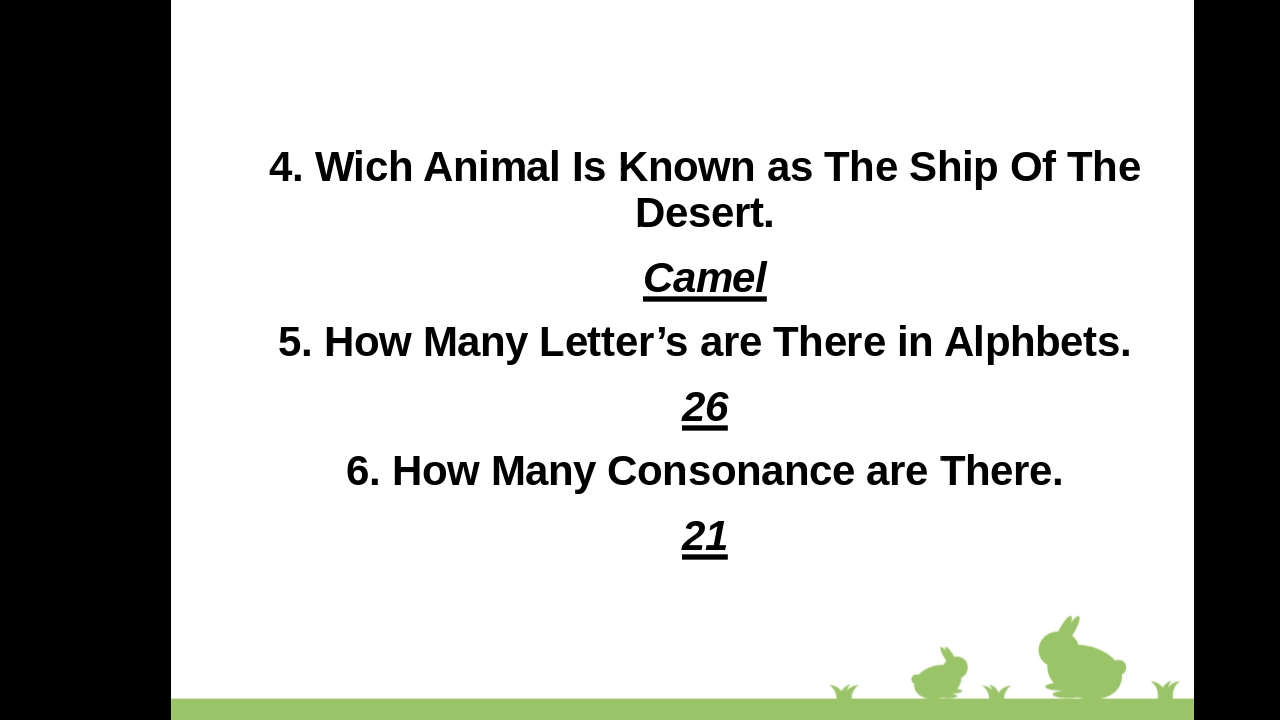 4. Wich Animal Is Known as The Ship Of The
Desert.
Camel
5. How Many Letter’s are There in Alphbets.
26
6. How Many Consonance are There.
21